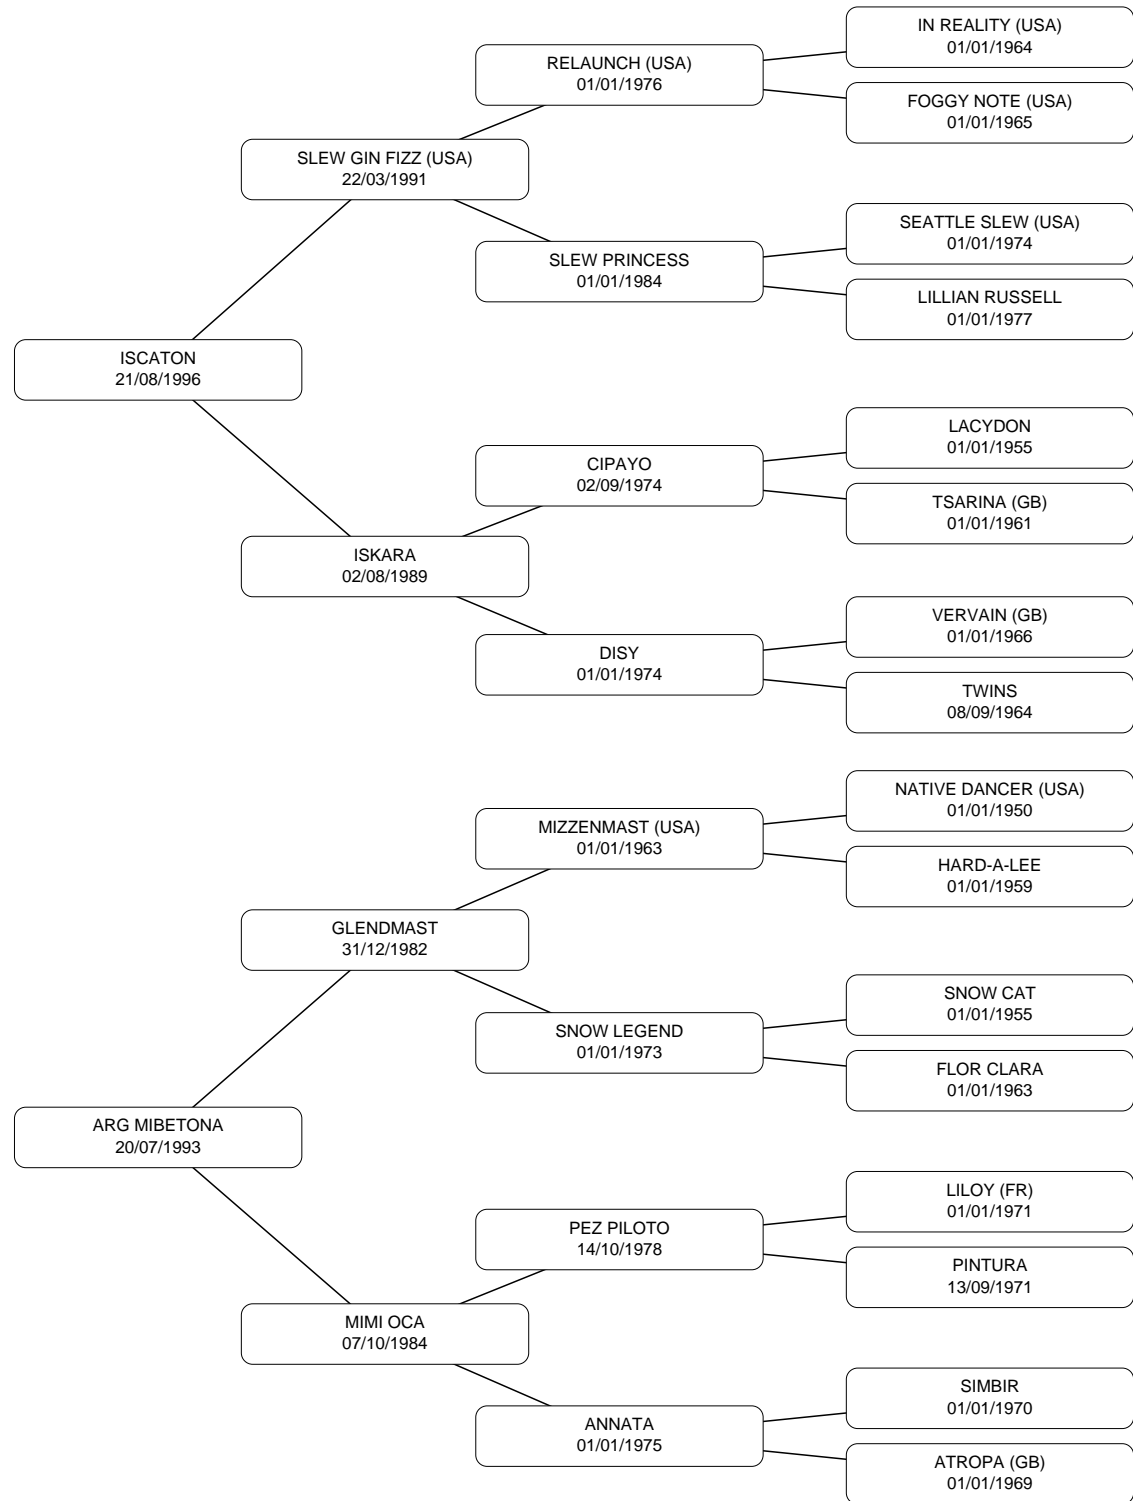 IN REALITY (USA)
01/01/1964
RELAUNCH (USA)
01/01/1976
FOGGY NOTE (USA)
01/01/1965
SLEW GIN FIZZ (USA)
22/03/1991
SEATTLE SLEW (USA)
01/01/1974
SLEW PRINCESS
01/01/1984
LILLIAN RUSSELL
01/01/1977
ISCATON
21/08/1996
LACYDON
01/01/1955
CIPAYO
02/09/1974
TSARINA (GB)
01/01/1961
ISKARA
02/08/1989
VERVAIN (GB)
01/01/1966
DISY
01/01/1974
TWINS
08/09/1964
NATIVE DANCER (USA)
01/01/1950
MIZZENMAST (USA)
01/01/1963
HARD-A-LEE
01/01/1959
GLENDMAST
31/12/1982
SNOW CAT
01/01/1955
SNOW LEGEND
01/01/1973
FLOR CLARA
01/01/1963
ARG MIBETONA
20/07/1993
LILOY (FR)
01/01/1971
PEZ PILOTO
14/10/1978
PINTURA
13/09/1971
MIMI OCA
07/10/1984
SIMBIR
01/01/1970
ANNATA
01/01/1975
ATROPA (GB)
01/01/1969